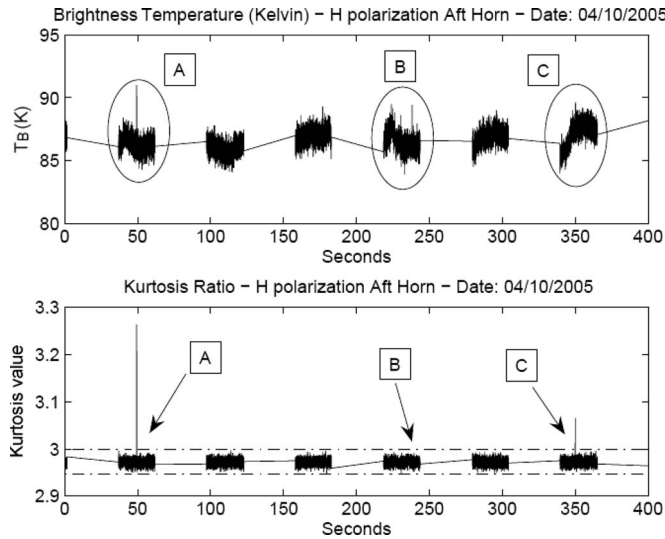 Brightness Temperature (Kelvin) − H polarization Aft Horn − Date: 04/10/2005
95
90
85
80
TB (K)
A
B
C
0 50 100 150 200 250 300 350 400
Seconds
Kurtosis Ratio − H polarization Aft Horn − Date: 04/10/2005
3.3
3.2
3.1
3
2.9
Kurtosis value
A
B
C
0 50 100 150 200 250 300 350 400
Seconds